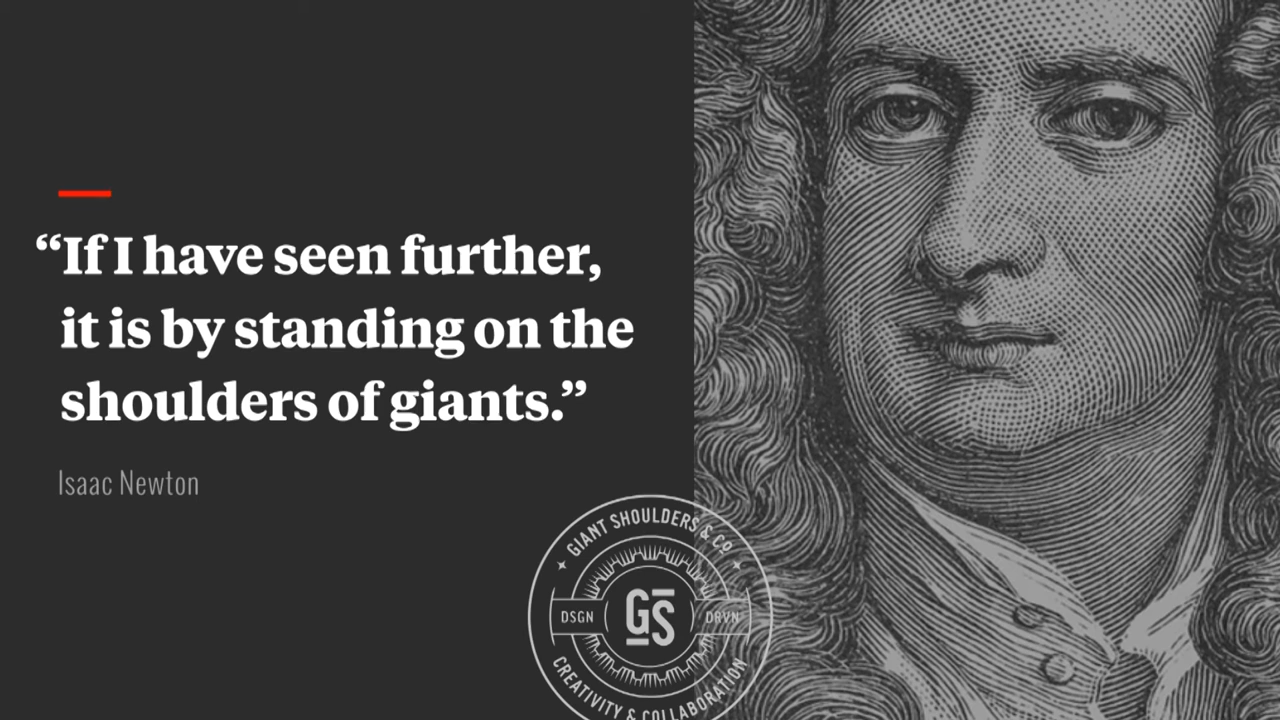 “If I have seen further,
it is by standing on the
shoulders of giants.”
Isaac Newton
GIANT SHOULDERS & CO
DSGN GS DRVN
CREATIVITY & COLLABORATION